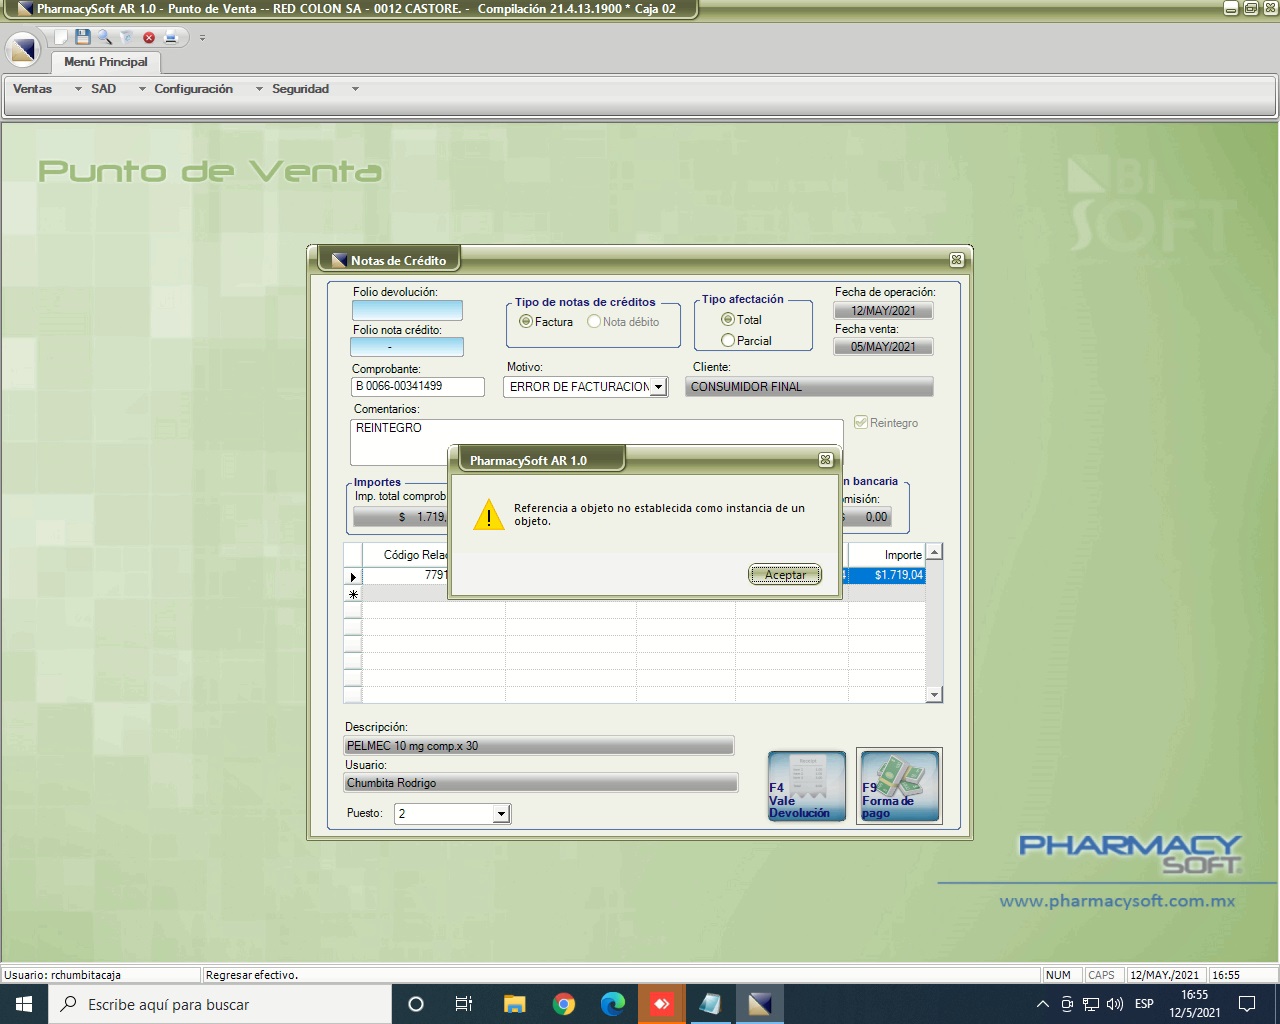 PharmacySoft AR 1.0 - Punto de Venta -- RED COLON SA - 0012 CASTORE. - Compilación 21.4.13.1900 * Caja 02
Menú Principal
Ventas SAD Configuración Seguridad
Punto de Venta
BI
SOFT
Notas de Crédito
Folio devolución:
Tipo de notas de créditos
Factura Nota débito
Tipo afectación
Total
Parcial
Fecha de operación:
12/MAY/2021
Folio nota crédito:
-
Fecha venta:
05/MAY/2021
Comprobante:
B 0066-00341499
Motivo:
ERROR DE FACTURACION
Cliente:
CONSUMIDOR FINAL
Comentarios:
REINTEGRO
Reintegro
Importes
Imp. total comprob
$ 1.719,
n bancaria
misión:
$ 0,00
PharmacySoft AR 1.0
Referencia a objeto no establecida como instancia de un
objeto.
Aceptar
Código Relac Importe
7791 4 $1.719,04
Descripción:
PELMEC 10 mg comp.x 30
Usuario:
Chumbita Rodrigo
Puesto: 2
F4
Vale
Devolución
F9
Forma de
pago
PHARMACY
SOFT
www.pharmacysoft.com.mx
Usuario: rchumbitacaja Regresar efectivo. NUM CAPS 12/MAY./2021 16:55
Escribe aquí para buscar
ESP
16:55
12/5/2021